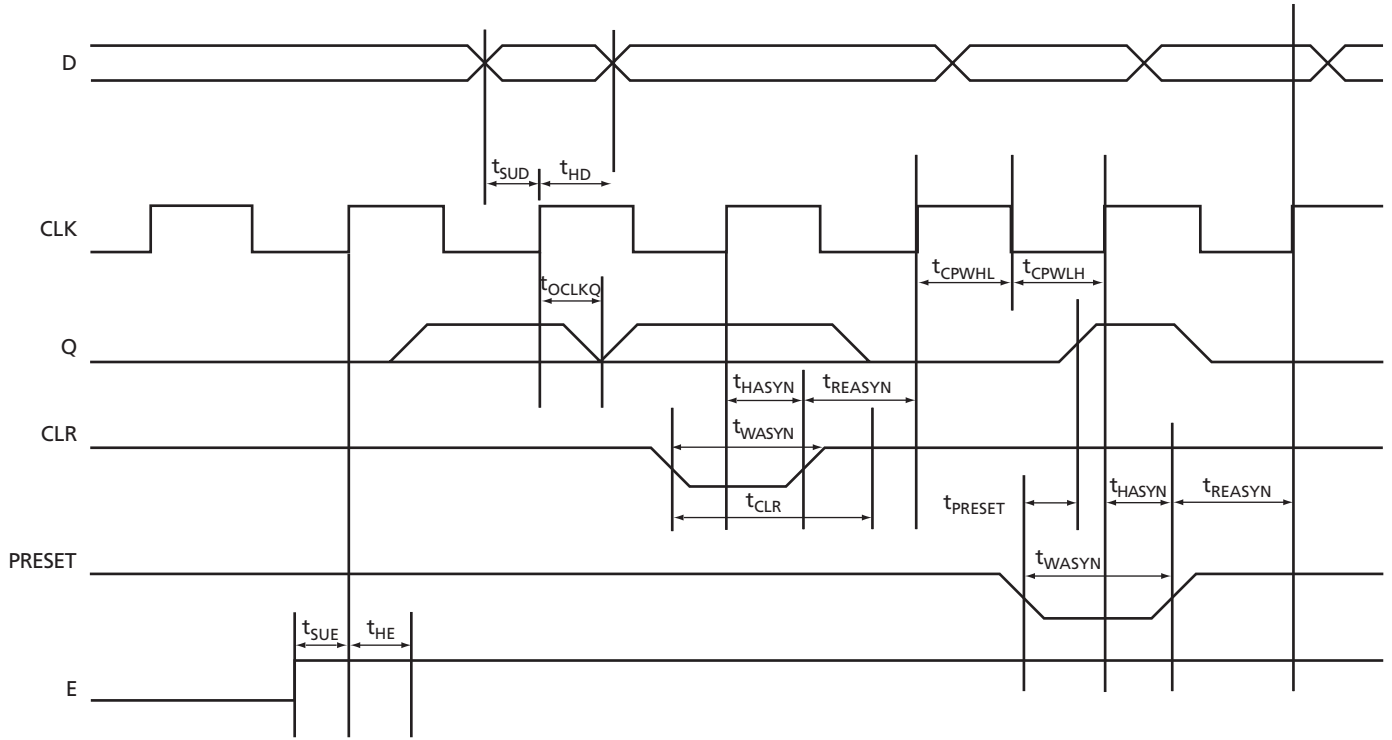 D
tSUD
tHD
CLK
tCPWHL
tCPWLH
tOCLKQ
Q
tHASYN
tREASYN
CLR
tWASYN
tCLR
tPRESET
tHASYN
tREASYN
PRESET
tWASYN
tSUE
tHE
E